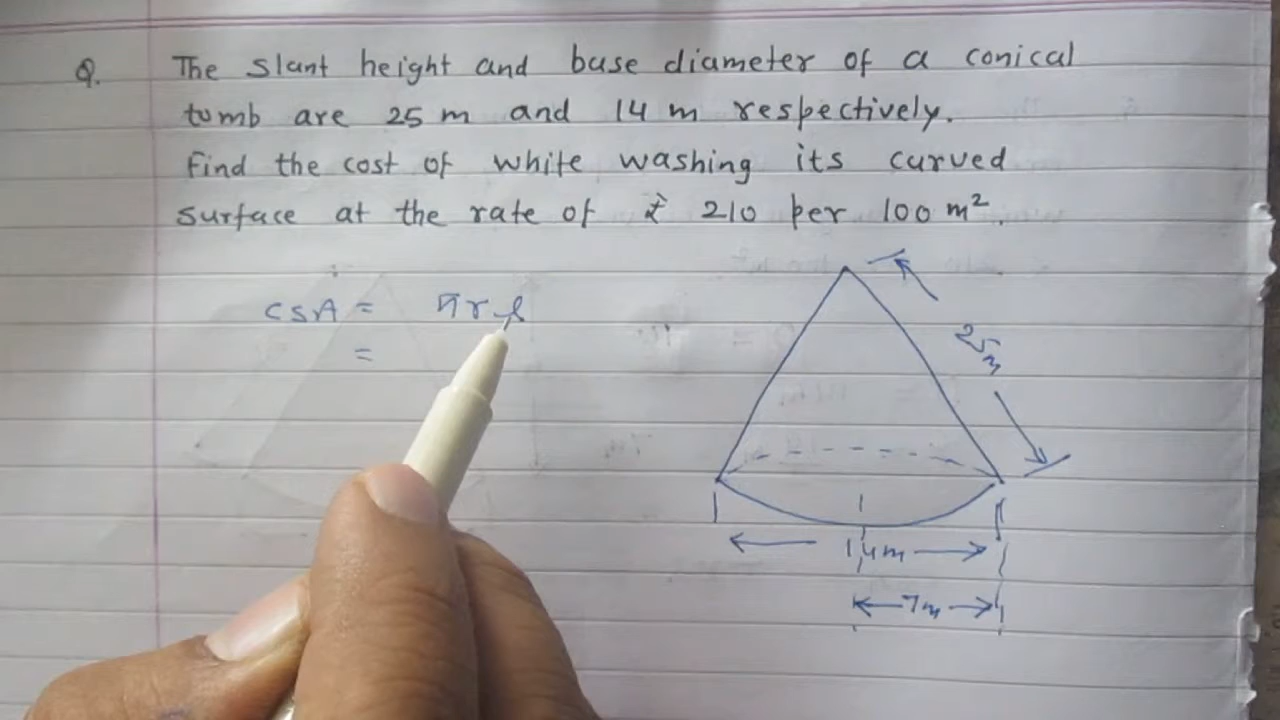 Q. The slant height and base diameter of a conical
tomb are 25 m and 14 m respectively.
Find the cost of white washing its curved
surface at the rate of ₹ 210 per 100 m².
CSA = πrl
=
25m
14m
7m